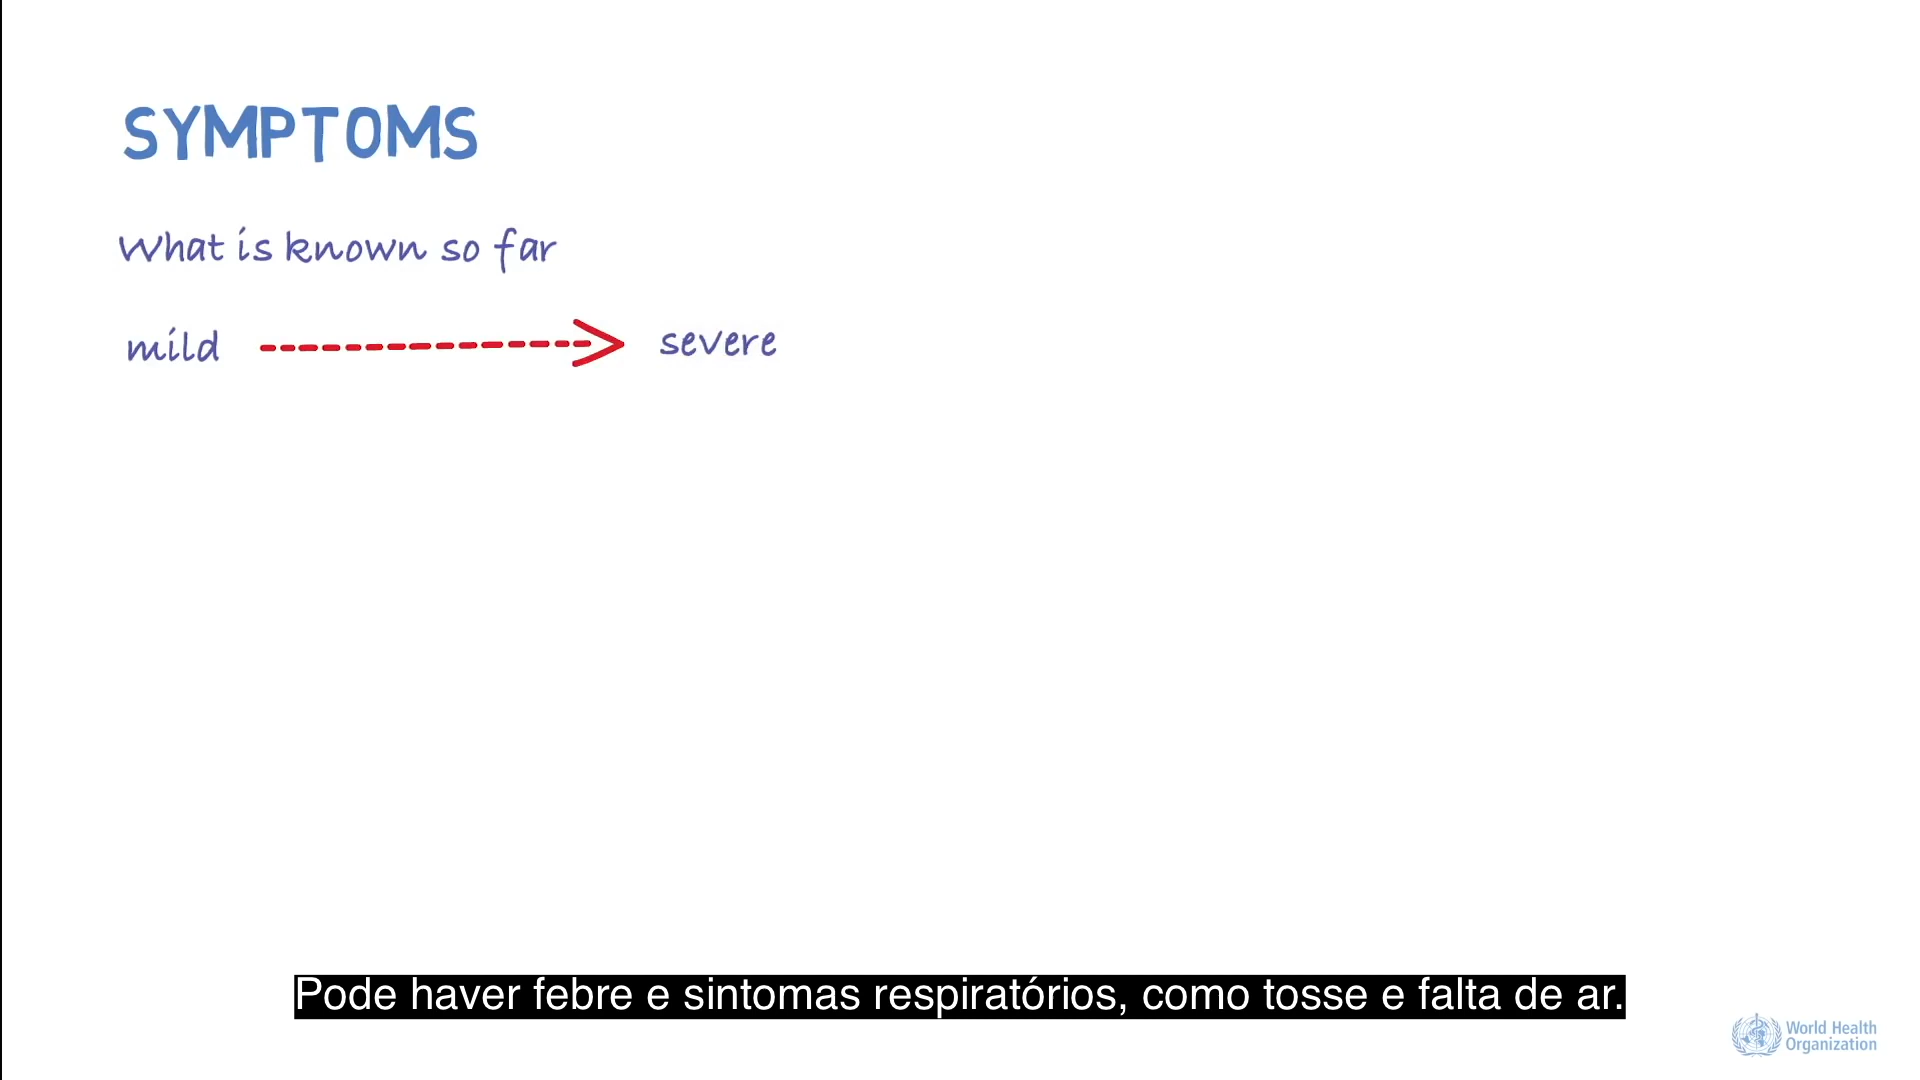 SYMPTOMS
What is known so far
mild
severe
Pode haver febre e sintomas respiratórios, como tosse e falta de ar.
World Health
Organization